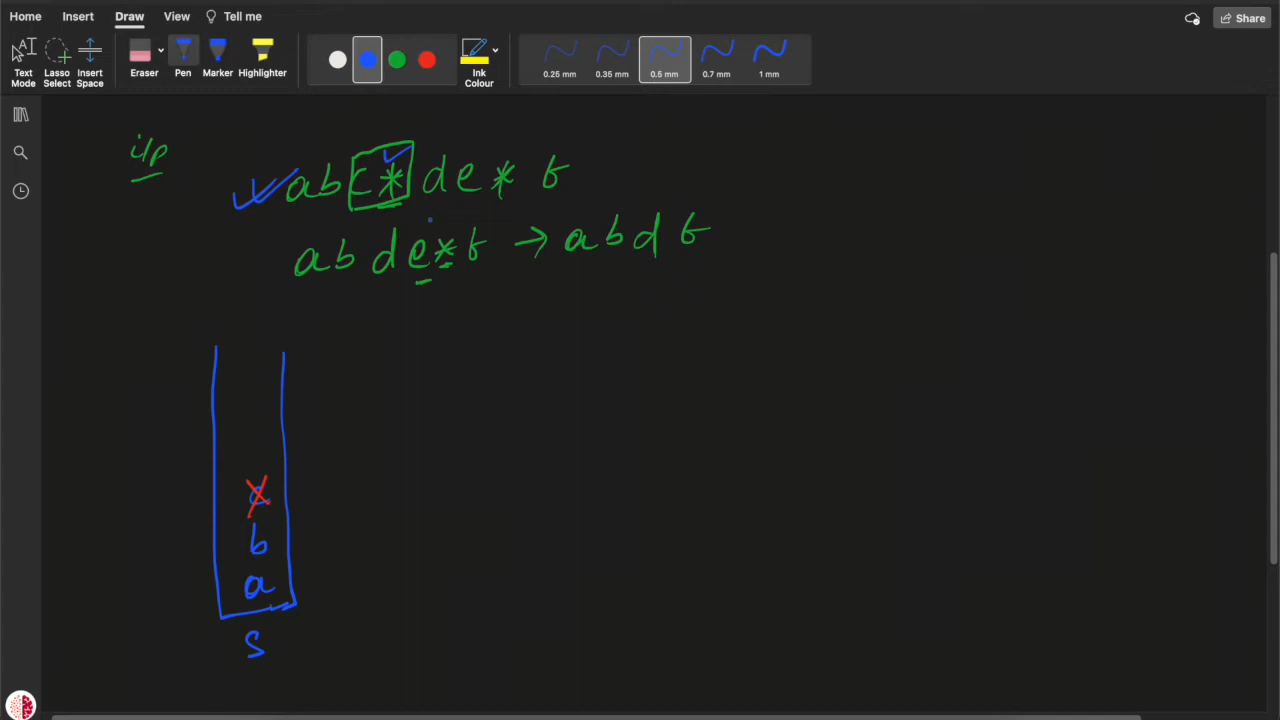 Home Insert Draw View Tell me
Share
Text Mode
Lasso Select
Insert Space
Eraser
Pen
Marker
Highlighter
Ink Colour
0.25 mm
0.35 mm
0.5 mm
0.7 mm
1 mm
i/p
abc*de* f
abde*f → abdf
c
b
a
s